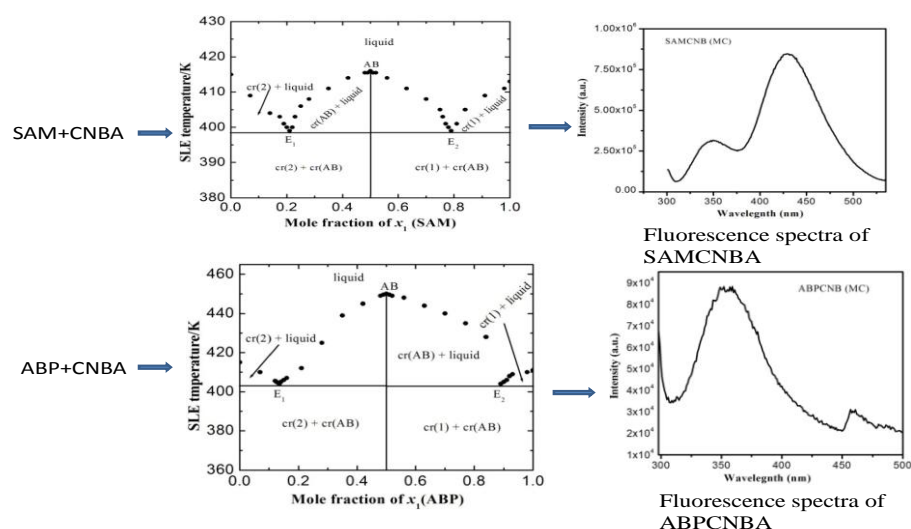 SAM+CNBA
SLE temperature/K
420
410
400
390
380
liquid
AB
cr(2) + liquid
cr(AB) + liquid
cr(1) + liquid
E1
E2
cr(2) + cr(AB)
cr(1) + cr(AB)
0.0 0.2 0.4 0.6 0.8 1.0
Mole fraction of x1 (SAM)
SAMCNB (MC)
Intensity (a.u.)
1.00x10⁶
7.50x10⁵
5.00x10⁵
2.50x10⁵
0.00
300 350 400 450 500
Wavelegnth (nm)
Fluorescence spectra of
SAMCNBA
ABP+CNBA
SLE tmperature/K
460
440
420
400
380
360
liquid
AB
cr(2) + liquid
cr(AB) + liquid
cr(1) + liquid
E1
E2
cr(2) + cr(AB)
cr(1) + cr(AB)
0.0 0.2 0.4 0.6 0.8 1.0
Mole fraction of x1(ABP)
ABPCNB (MC)
Intensity (a.u.)
9x10⁴
8x10⁴
7x10⁴
6x10⁴
5x10⁴
4x10⁴
3x10⁴
2x10⁴
1x10⁴
300 350 400 450 500
Wavelegnth (nm)
Fluorescence spectra of
ABPCNBA